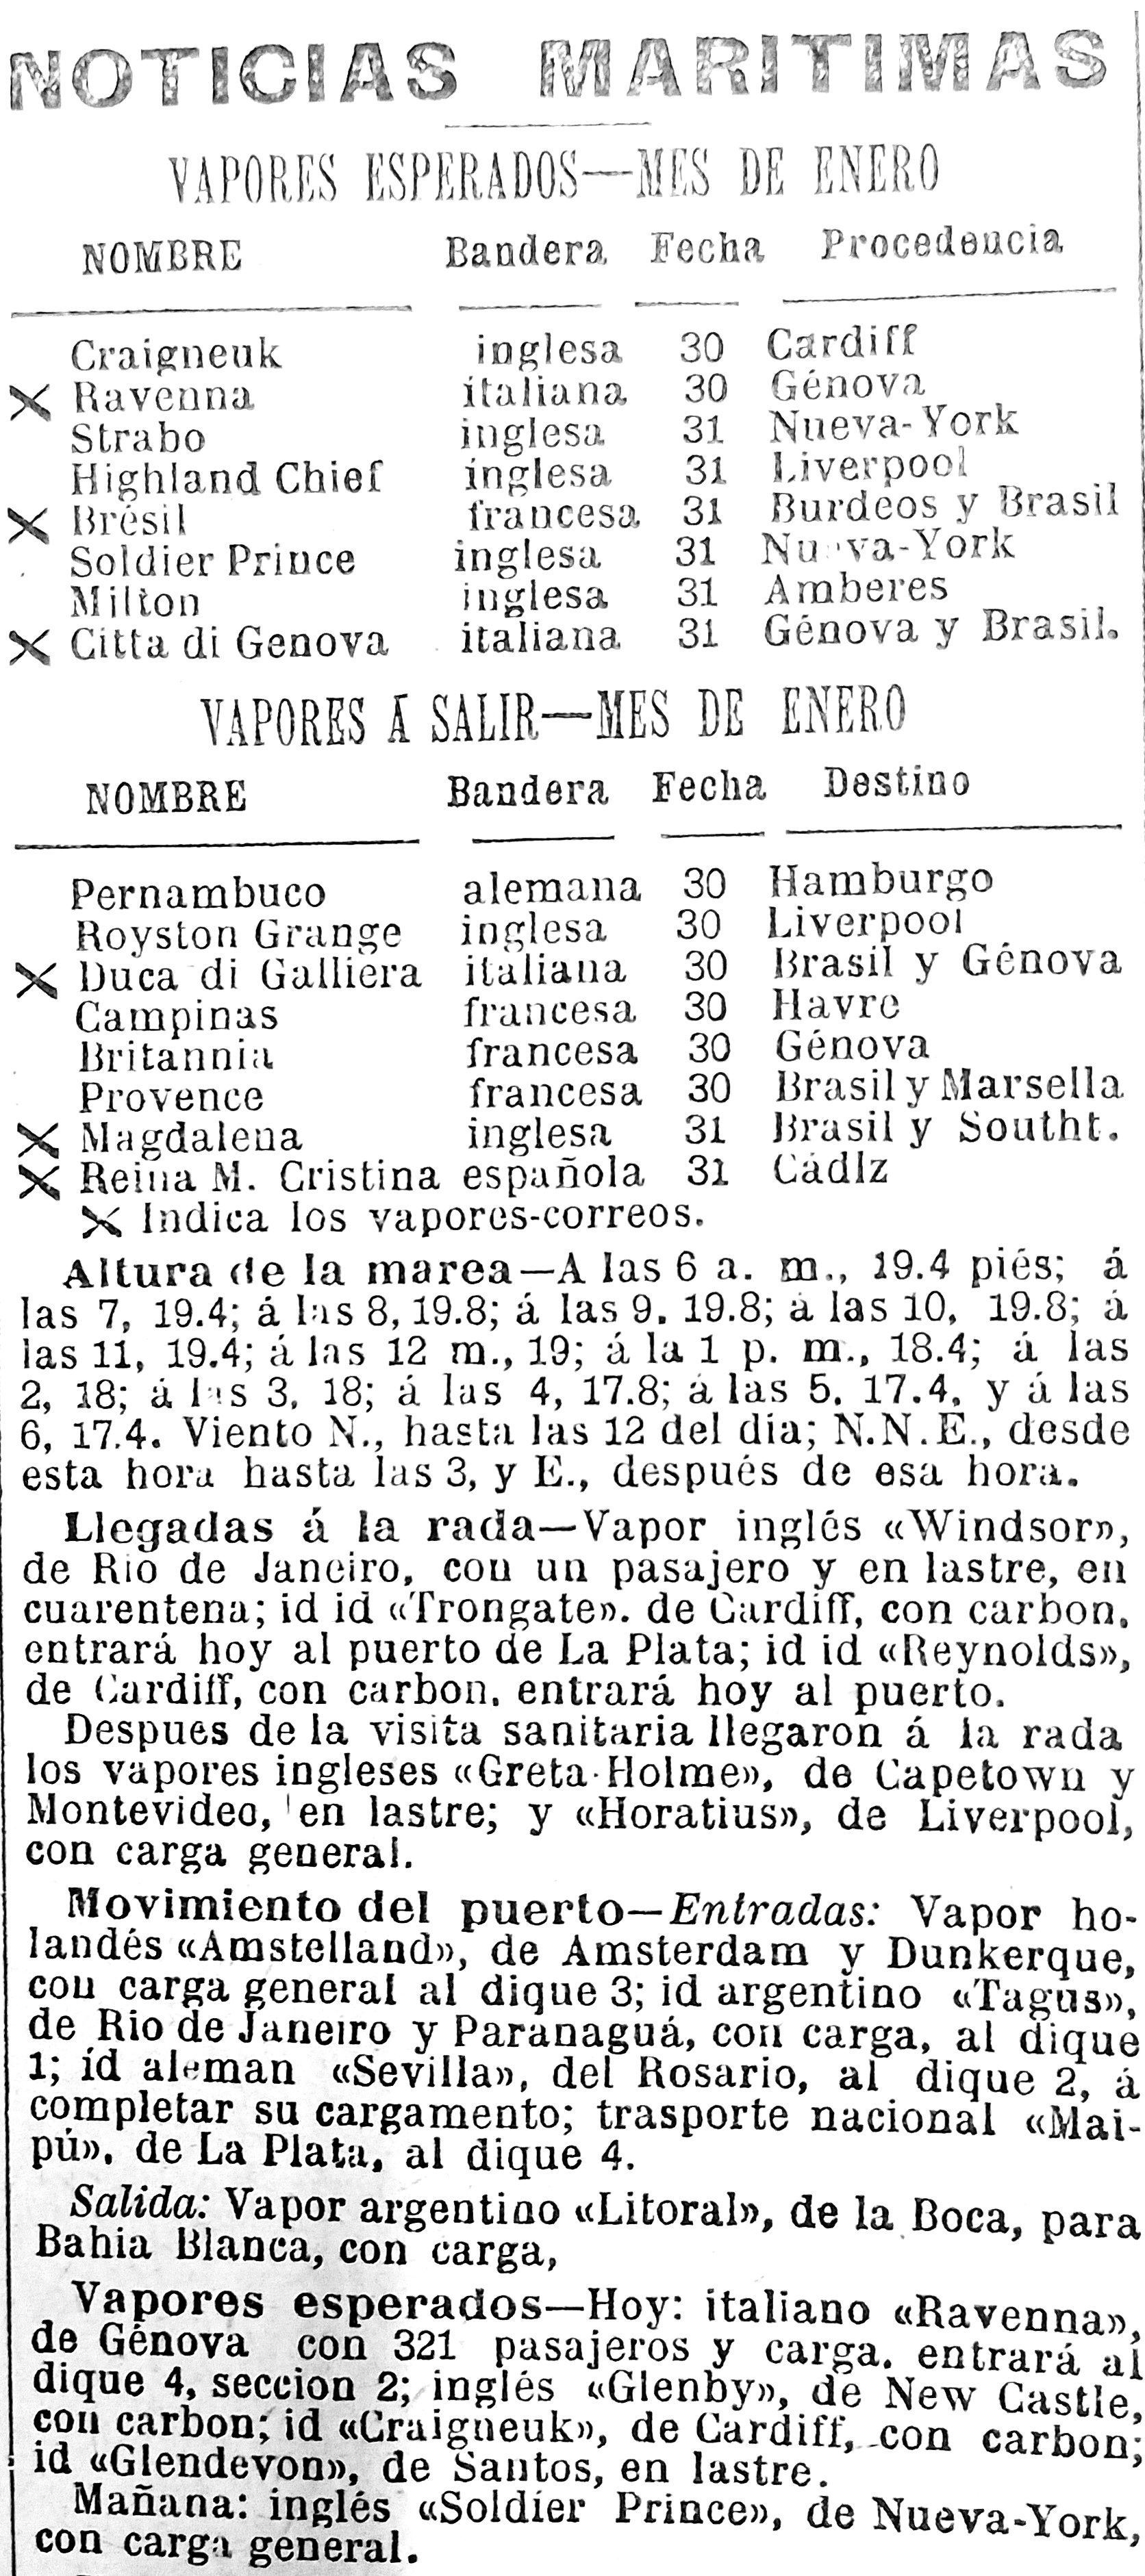 NOTICIAS MARITIMAS
VAPORES ESPERADOS—MES DE ENERO
NOMBRE Bandera Fecha Procedencia
Craigneuk inglesa 30 Cardiff
X Ravenna italiana 30 Génova
Strabo inglesa 31 Nueva-York
Highland Chief inglesa 31 Liverpool
X Brésil francesa 31 Burdeos y Brasil
Soldier Prince inglesa 31 Nueva-York
Milton inglesa 31 Amberes
X Citta di Genova italiana 31 Génova y Brasil.
VAPORES Á SALIR—MES DE ENERO
NOMBRE Bandera Fecha Destino
Pernambuco alemana 30 Hamburgo
Royston Grange inglesa 30 Liverpool
X Duca di Galliera italiana 30 Brasil y Génova
Campinas francesa 30 Havre
Britannia francesa 30 Génova
Provence francesa 30 Brasil y Marsella
X Magdalena inglesa 31 Brasil y Southt.
X Reina M. Cristina española 31 Cádlz
X Indica los vapores-correos.
Altura de la marea—A las 6 a. m., 19.4 piés; á
las 7, 19.4; á las 8, 19.8; á las 9, 19.8; á las 10, 19.8; á
las 11, 19.4; á las 12 m., 19; á la 1 p. m., 18.4; á las
2, 18; á las 3, 18; á las 4, 17.8; á las 5, 17.4, y á las
6, 17.4. Viento N., hasta las 12 del dia; N.N.E., desde
esta hora hasta las 3, y E., después de esa hora.
Llegadas á la rada—Vapor inglés «Windsor»,
de Rio de Janeiro, con un pasajero y en lastre, en
cuarentena; id id «Trongate». de Cardiff, con carbon,
entrará hoy al puerto de La Plata; id id «Reynolds»,
de Cardiff, con carbon, entrará hoy al puerto.
Despues de la visita sanitaria llegaron á la rada
los vapores ingleses «Greta Holme», de Capetown y
Montevideo, en lastre; y «Horatius», de Liverpool,
con carga general.
Movimiento del puerto—Entradas: Vapor ho-
landés «Amstelland», de Amsterdam y Dunkerque,
con carga general al dique 3; id argentino «Tagus»,
de Rio de Janeiro y Paranaguá, con carga, al dique
1; id aleman «Sevilla», del Rosario, al dique 2, á
completar su cargamento; trasporte nacional «Mai-
pú», de La Plata, al dique 4.
Salida: Vapor argentino «Litoral», de la Boca, para
Bahia Blanca, con carga,
Vapores esperados—Hoy: italiano «Ravenna»,
de Génova con 321 pasajeros y carga, entrará al
dique 4, seccion 2; inglés «Glenby», de New Castle,
con carbon; id «Craigneuk», de Cardiff, con carbon;
id «Glendevon», de Santos, en lastre.
Mañana: inglés «Soldier Prince», de Nueva-York,
con carga general.